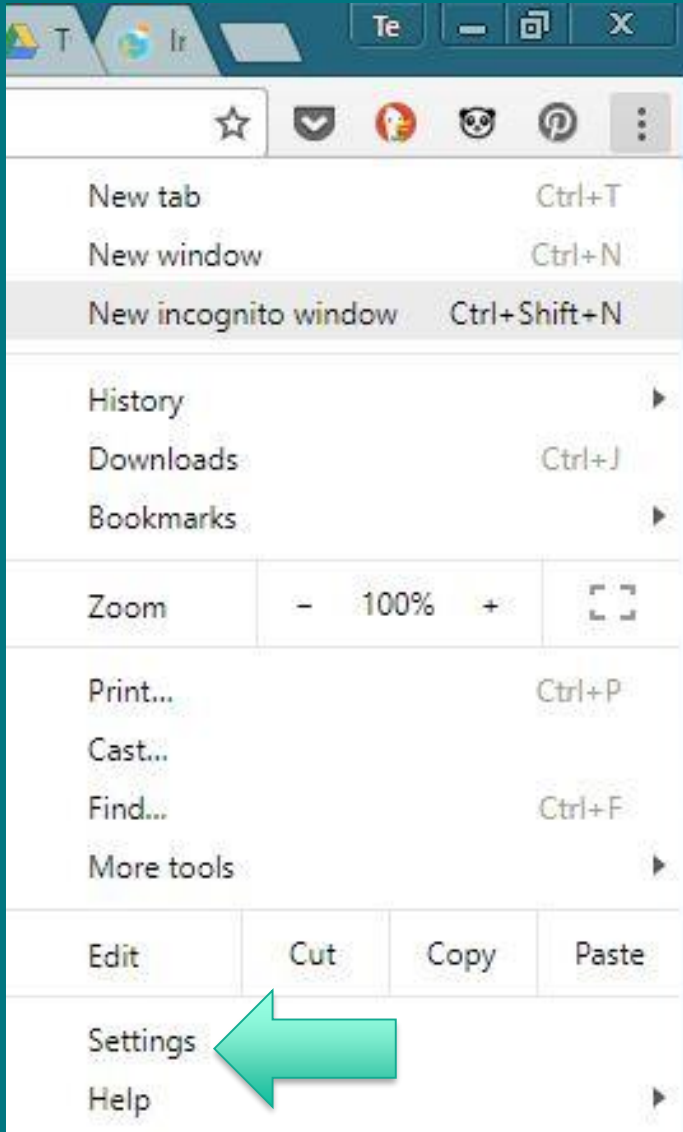 T Ir Te X
New tab Ctrl+T
New window Ctrl+N
New incognito window Ctrl+Shift+N
History
Downloads Ctrl+J
Bookmarks
Zoom - 100% +
Print... Ctrl+P
Cast...
Find... Ctrl+F
More tools
Edit Cut Copy Paste
Settings
Help